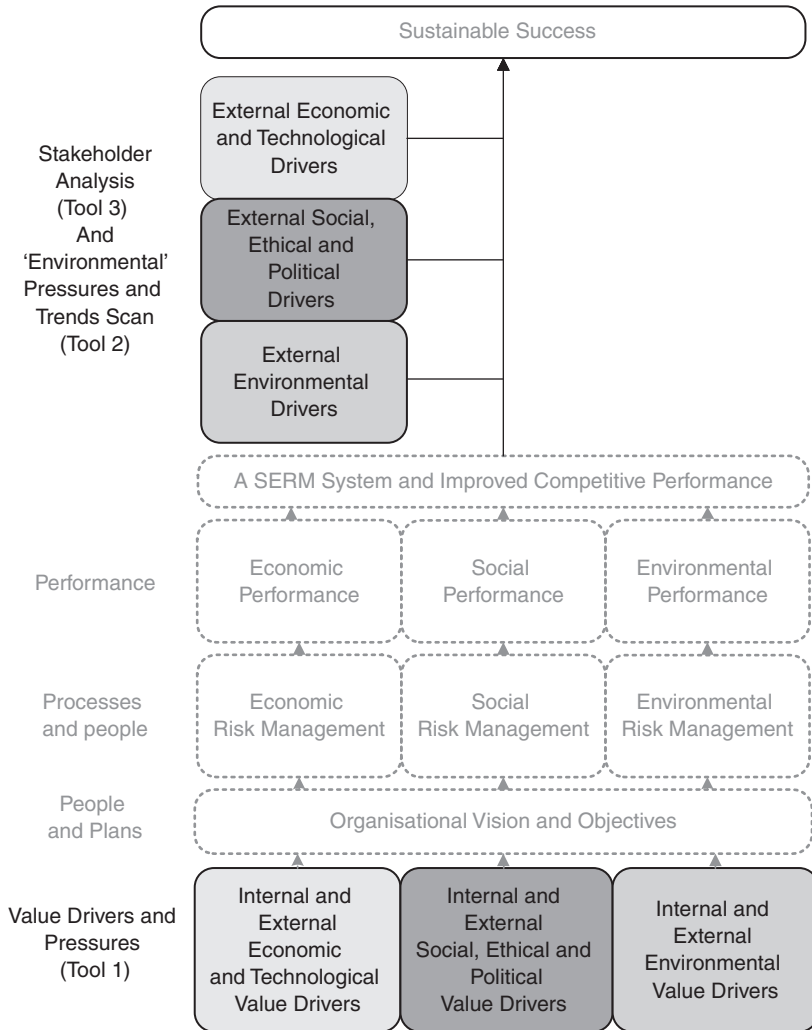 Sustainable Success
Stakeholder
Analysis
(Tool 3)
And
‘Environmental’
Pressures and
Trends Scan
(Tool 2)
External Economic
and Technological
Drivers
External Social,
Ethical and
Political
Drivers
External
Environmental
Drivers
A SERM System and Improved Competitive Performance
Performance
Economic
Performance
Social
Performance
Environmental
Performance
Processes
and people
Economic
Risk Management
Social
Risk Management
Environmental
Risk Management
People
and Plans
Organisational Vision and Objectives
Value Drivers and
Pressures
(Tool 1)
Internal and
External
Economic
and Technological
Value Drivers
Internal and
External
Social, Ethical and
Political
Value Drivers
Internal and
External
Environmental
Value Drivers